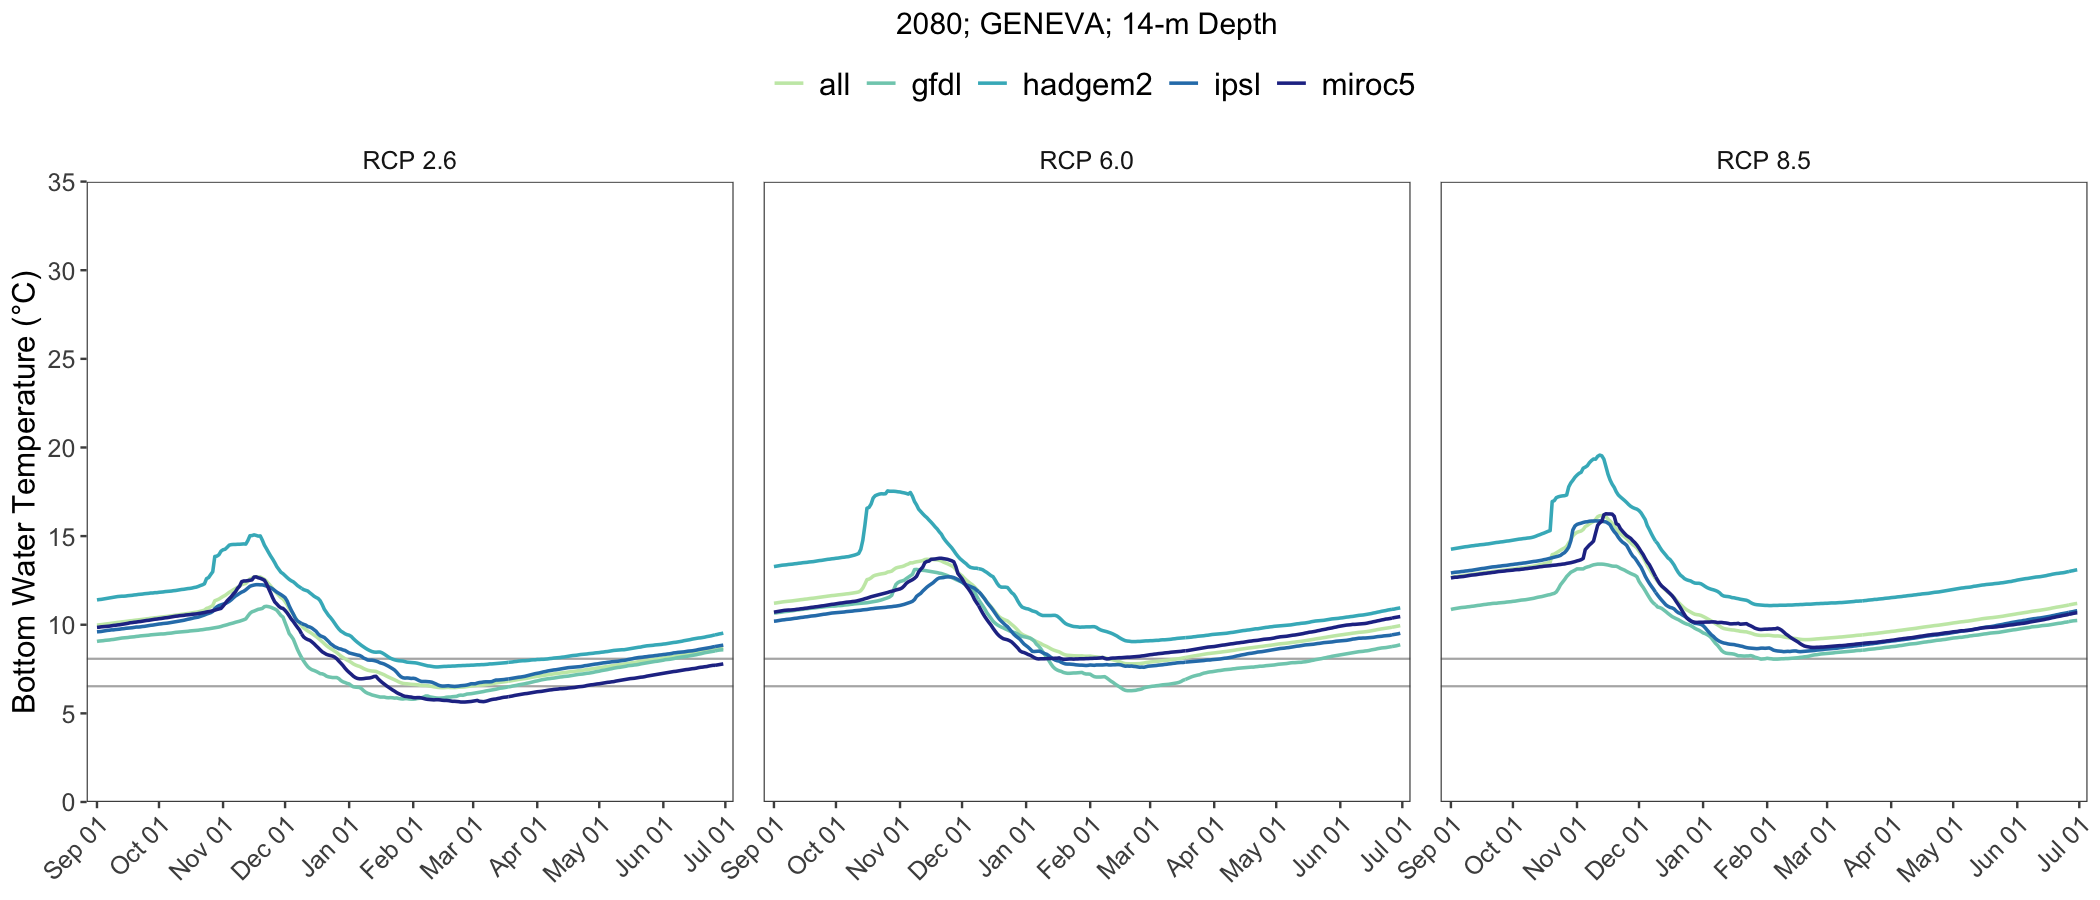 2080; GENEVA; 14-m Depth
all gfdl hadgem2 ipsl miroc5
RCP 2.6 RCP 6.0 RCP 8.5
Bottom Water Temperature (°C)
35
30
25
20
15
10
5
0
Sep 01 Oct 01 Nov 01 Dec 01 Jan 01 Feb 01 Mar 01 Apr 01 May 01 Jun 01 Jul 01 Sep 01 Oct 01 Nov 01 Dec 01 Jan 01 Feb 01 Mar 01 Apr 01 May 01 Jun 01 Jul 01 Sep 01 Oct 01 Nov 01 Dec 01 Jan 01 Feb 01 Mar 01 Apr 01 May 01 Jun 01 Jul 01